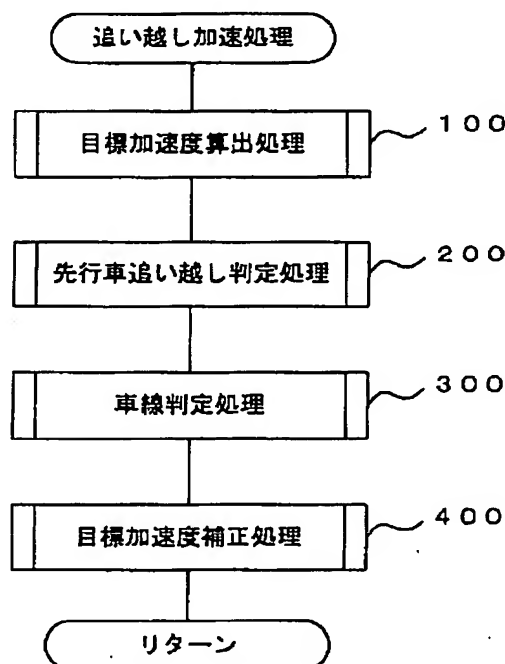 追い越し加速処理
目標加速度算出処理
100
先行車追い越し判定処理
200
車線判定処理
300
目標加速度補正処理
400
リターン